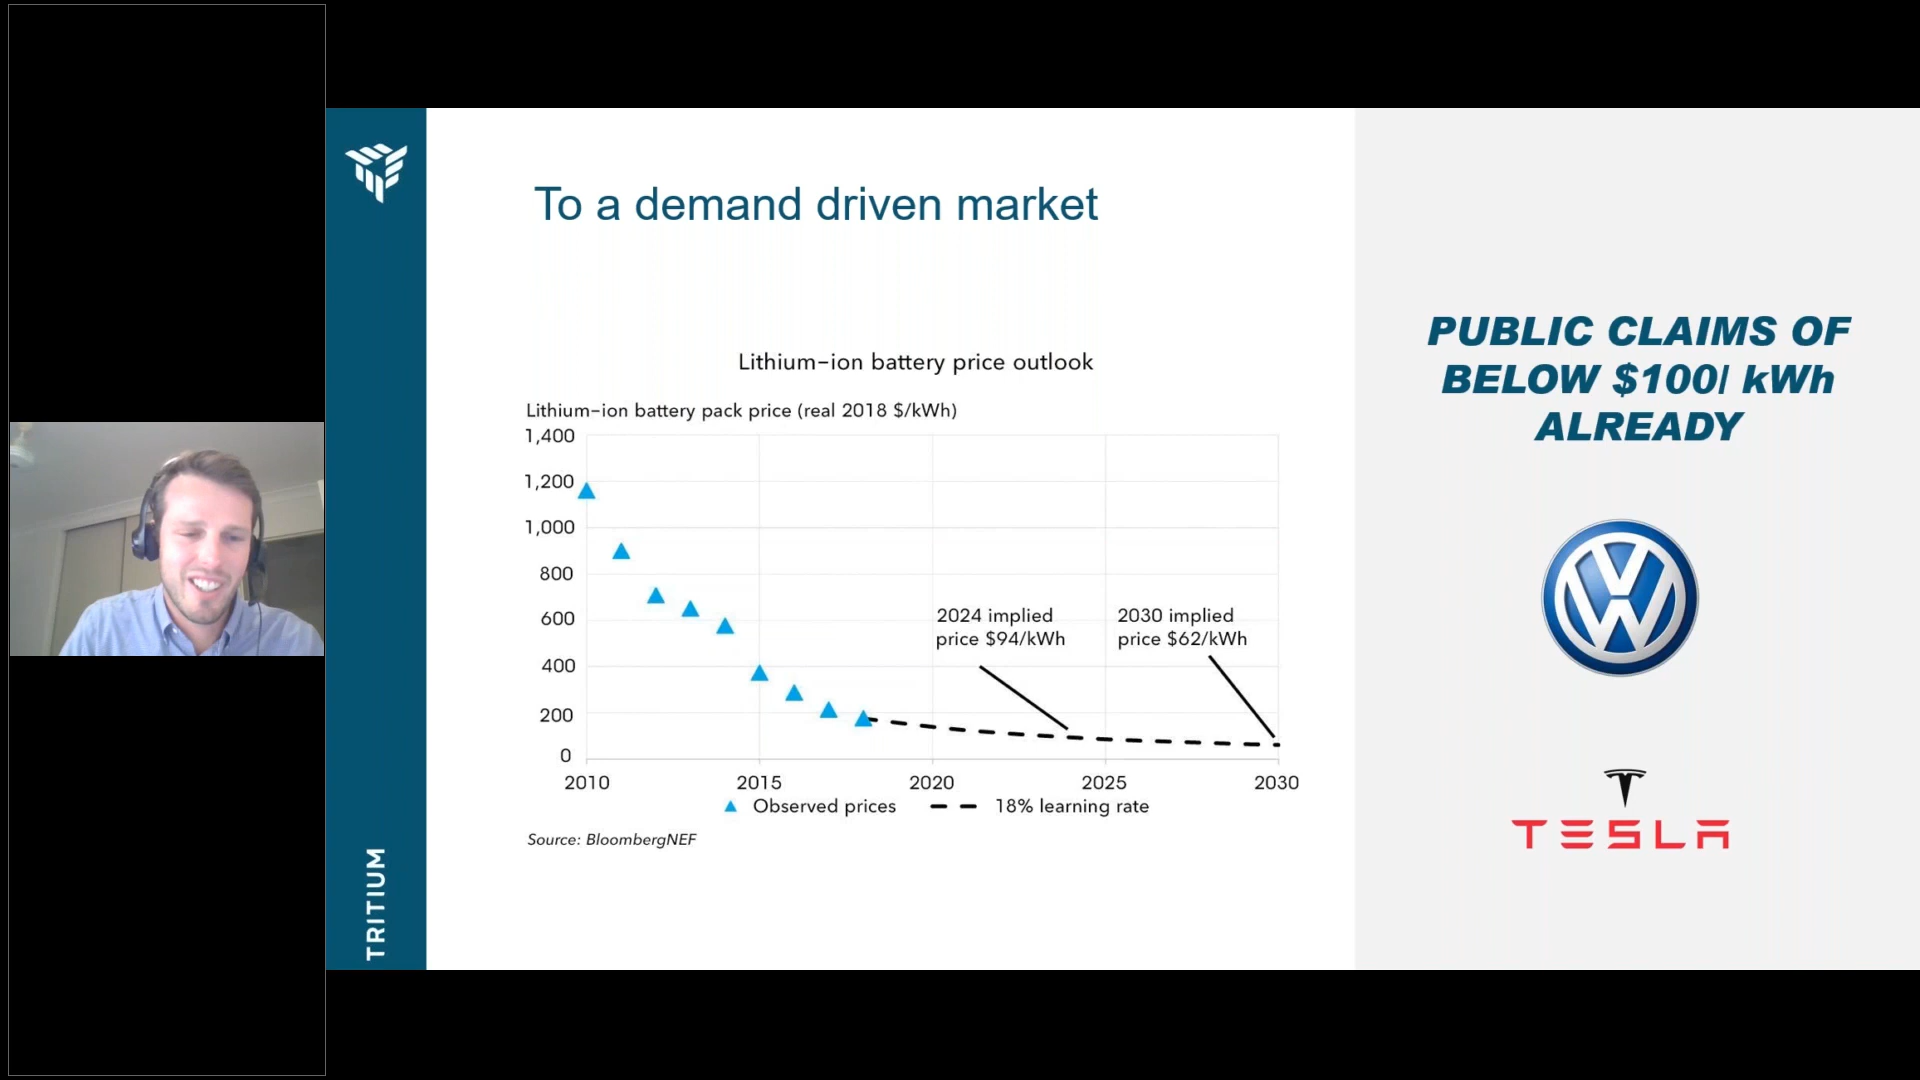 To a demand driven market
Lithium-ion battery price outlook
Lithium-ion battery pack price (real 2018 $/kWh)
1,400
1,200
1,000
800
600
400
200
0
2024 implied
price $94/kWh
2030 implied
price $62/kWh
2010
2015
2020
2025
2030
Observed prices
18% learning rate
Source: BloombergNEF
TRITIUM
PUBLIC CLAIMS OF
BELOW $100/ kWh
ALREADY
VW
TESLA